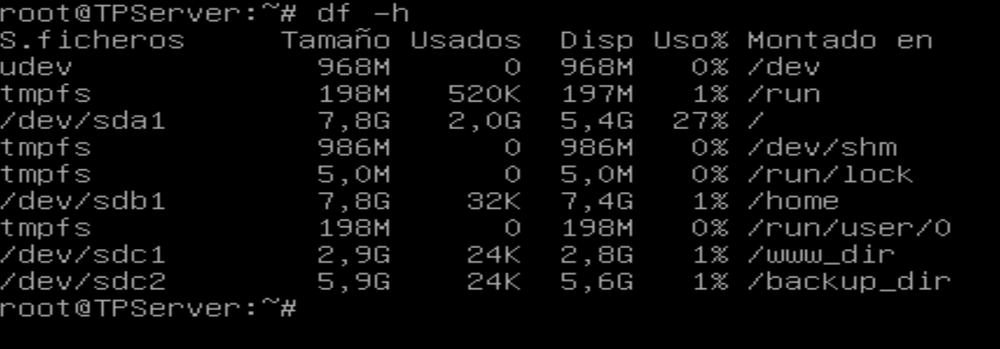 root@TPServer:~# df -h
S.ficheros     Tamaño Usados  Disp Uso% Montado en
udev             968M      0  968M   0% /dev
tmpfs            198M   520K  197M   1% /run
/dev/sda1        7,8G   2,0G  5,4G  27% /
tmpfs            986M      0  986M   0% /dev/shm
tmpfs            5,0M      0  5,0M   0% /run/lock
/dev/sdb1        7,8G    32K  7,4G   1% /home
tmpfs            198M      0  198M   0% /run/user/0
/dev/sdc1        2,9G    24K  2,8G   1% /www_dir
/dev/sdc2        5,9G    24K  5,6G   1% /backup_dir
root@TPServer:~#